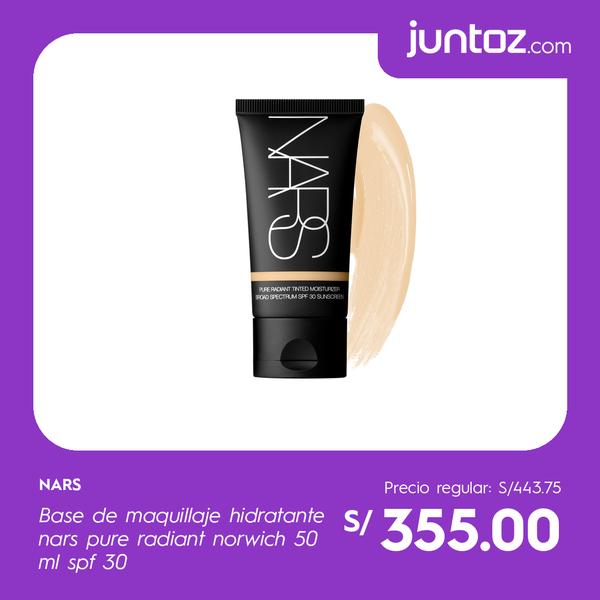 juntoz.com
NARS
PURE RADIANT TINTED MOISTURIZER
BROAD SPECTRUM SPF 30 SUNSCREEN
NARS
Base de maquillaje hidratante
nars pure radiant norwich 50
ml spf 30
Precio regular: S/443.75
S/ 355.00